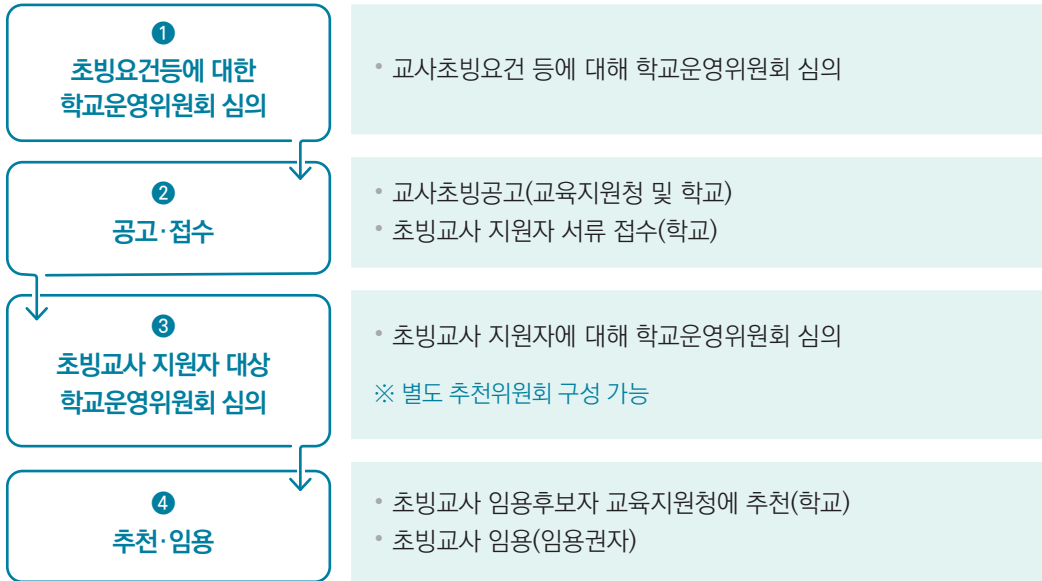 ❶
초빙요건등에 대한
학교운영위원회 심의
• 교사초빙요건 등에 대해 학교운영위원회 심의
❷
공고·접수
• 교사초빙공고(교육지원청 및 학교)
• 초빙교사 지원자 서류 접수(학교)
❸
초빙교사 지원자 대상
학교운영위원회 심의
• 초빙교사 지원자에 대해 학교운영위원회 심의
※ 별도 추천위원회 구성 가능
❹
추천·임용
• 초빙교사 임용후보자 교육지원청에 추천(학교)
• 초빙교사 임용(임용권자)